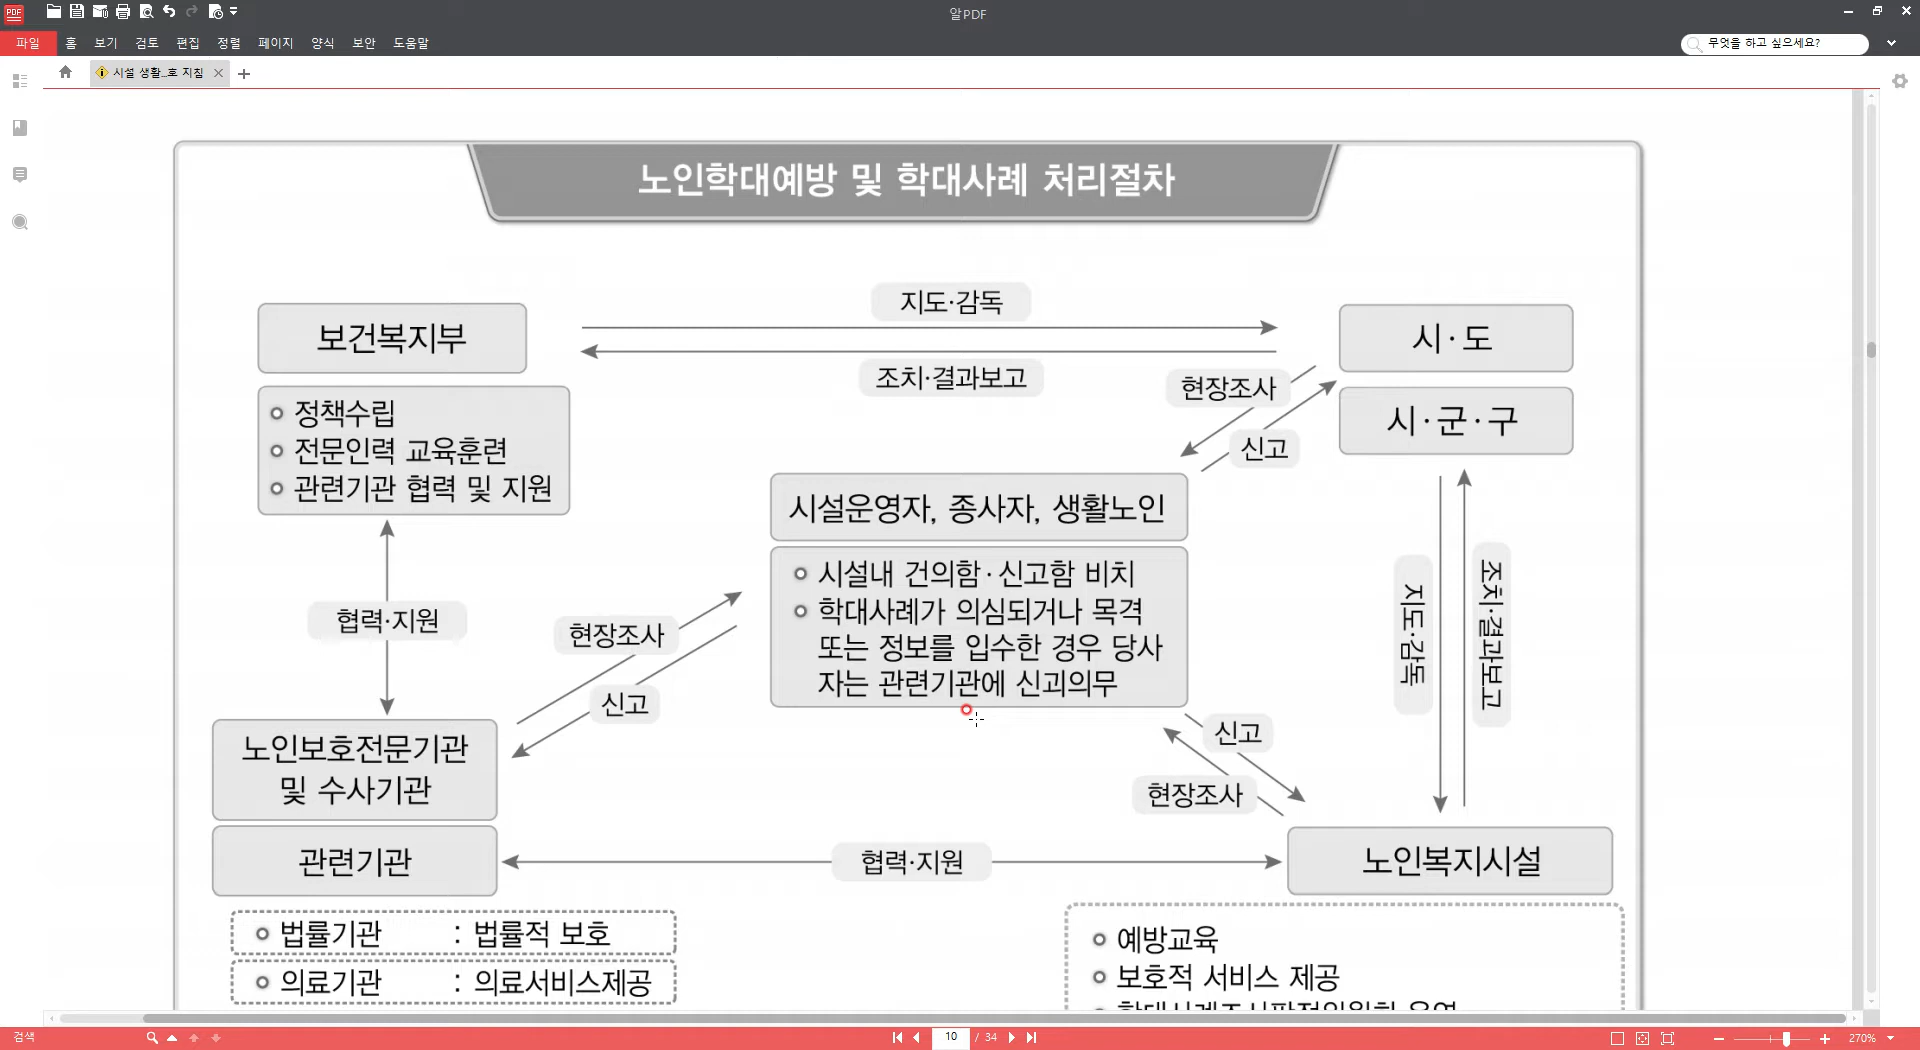 PDF
알PDF
파일 홈 보기 검토 편집 정렬 페이지 양식 보안 도움말
무엇을 하고 싶으세요?
시설 생활...호 지침
노인학대예방 및 학대사례 처리절차
지도·감독
보건복지부
시·도
조치·결과보고
현장조사
시·군·구
정책수립
전문인력 교육훈련
관련기관 협력 및 지원
신고
시설운영자, 종사자, 생활노인
시설내 건의함·신고함 비치
학대사례가 의심되거나 목격
또는 정보를 입수한 경우 당사
자는 관련기관에 신괴의무
협력·지원
현장조사
신고
지도·감독
조치·결과보고
신고
현장조사
노인보호전문기관
및 수사기관
관련기관
협력·지원
노인복지시설
법률기관 : 법률적 보호
의료기관 : 의료서비스제공
예방교육
보호적 서비스 제공
검색
10 / 34
270%